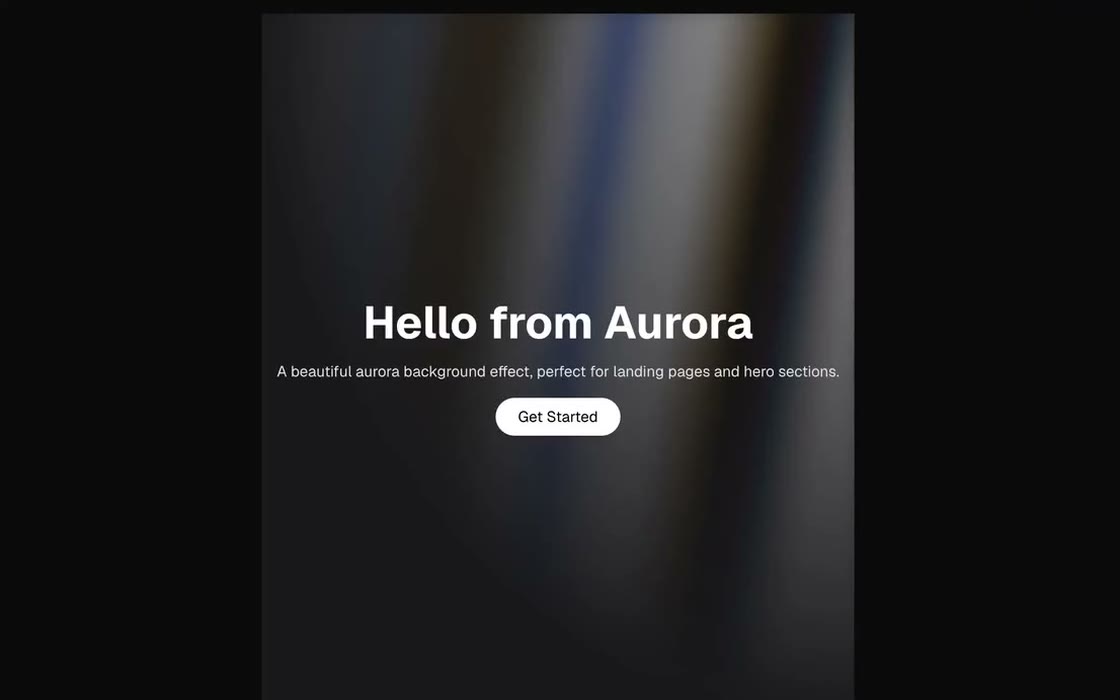 Hello from Aurora
A beautiful aurora background effect, perfect for landing pages and hero sections.
Get Started